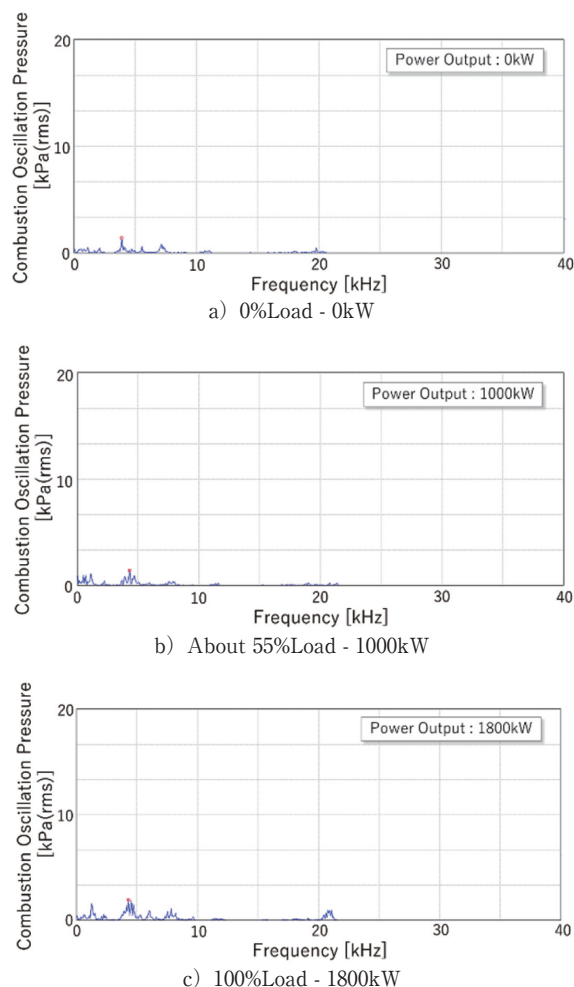 Combustion Oscillation Pressure
[kPa(rms)]
20
10
0
Power Output : 0kW
0 10 20 30 40
Frequency [kHz]
a) 0%Load - 0kW
Combustion Oscillation Pressure
[kPa(rms)]
20
10
0
Power Output : 1000kW
0 10 20 30 40
Frequency [kHz]
b) About 55%Load - 1000kW
Combustion Oscillation Pressure
[kPa(rms)]
20
10
0
Power Output : 1800kW
0 10 20 30 40
Frequency [kHz]
c) 100%Load - 1800kW